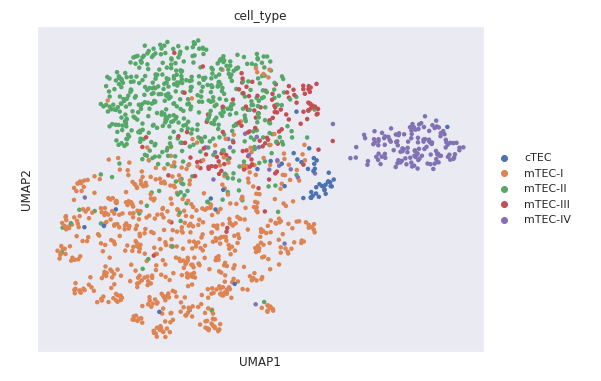 cell_type
UMAP2
cTEC
mTEC-I
mTEC-II
mTEC-III
mTEC-IV
UMAP1